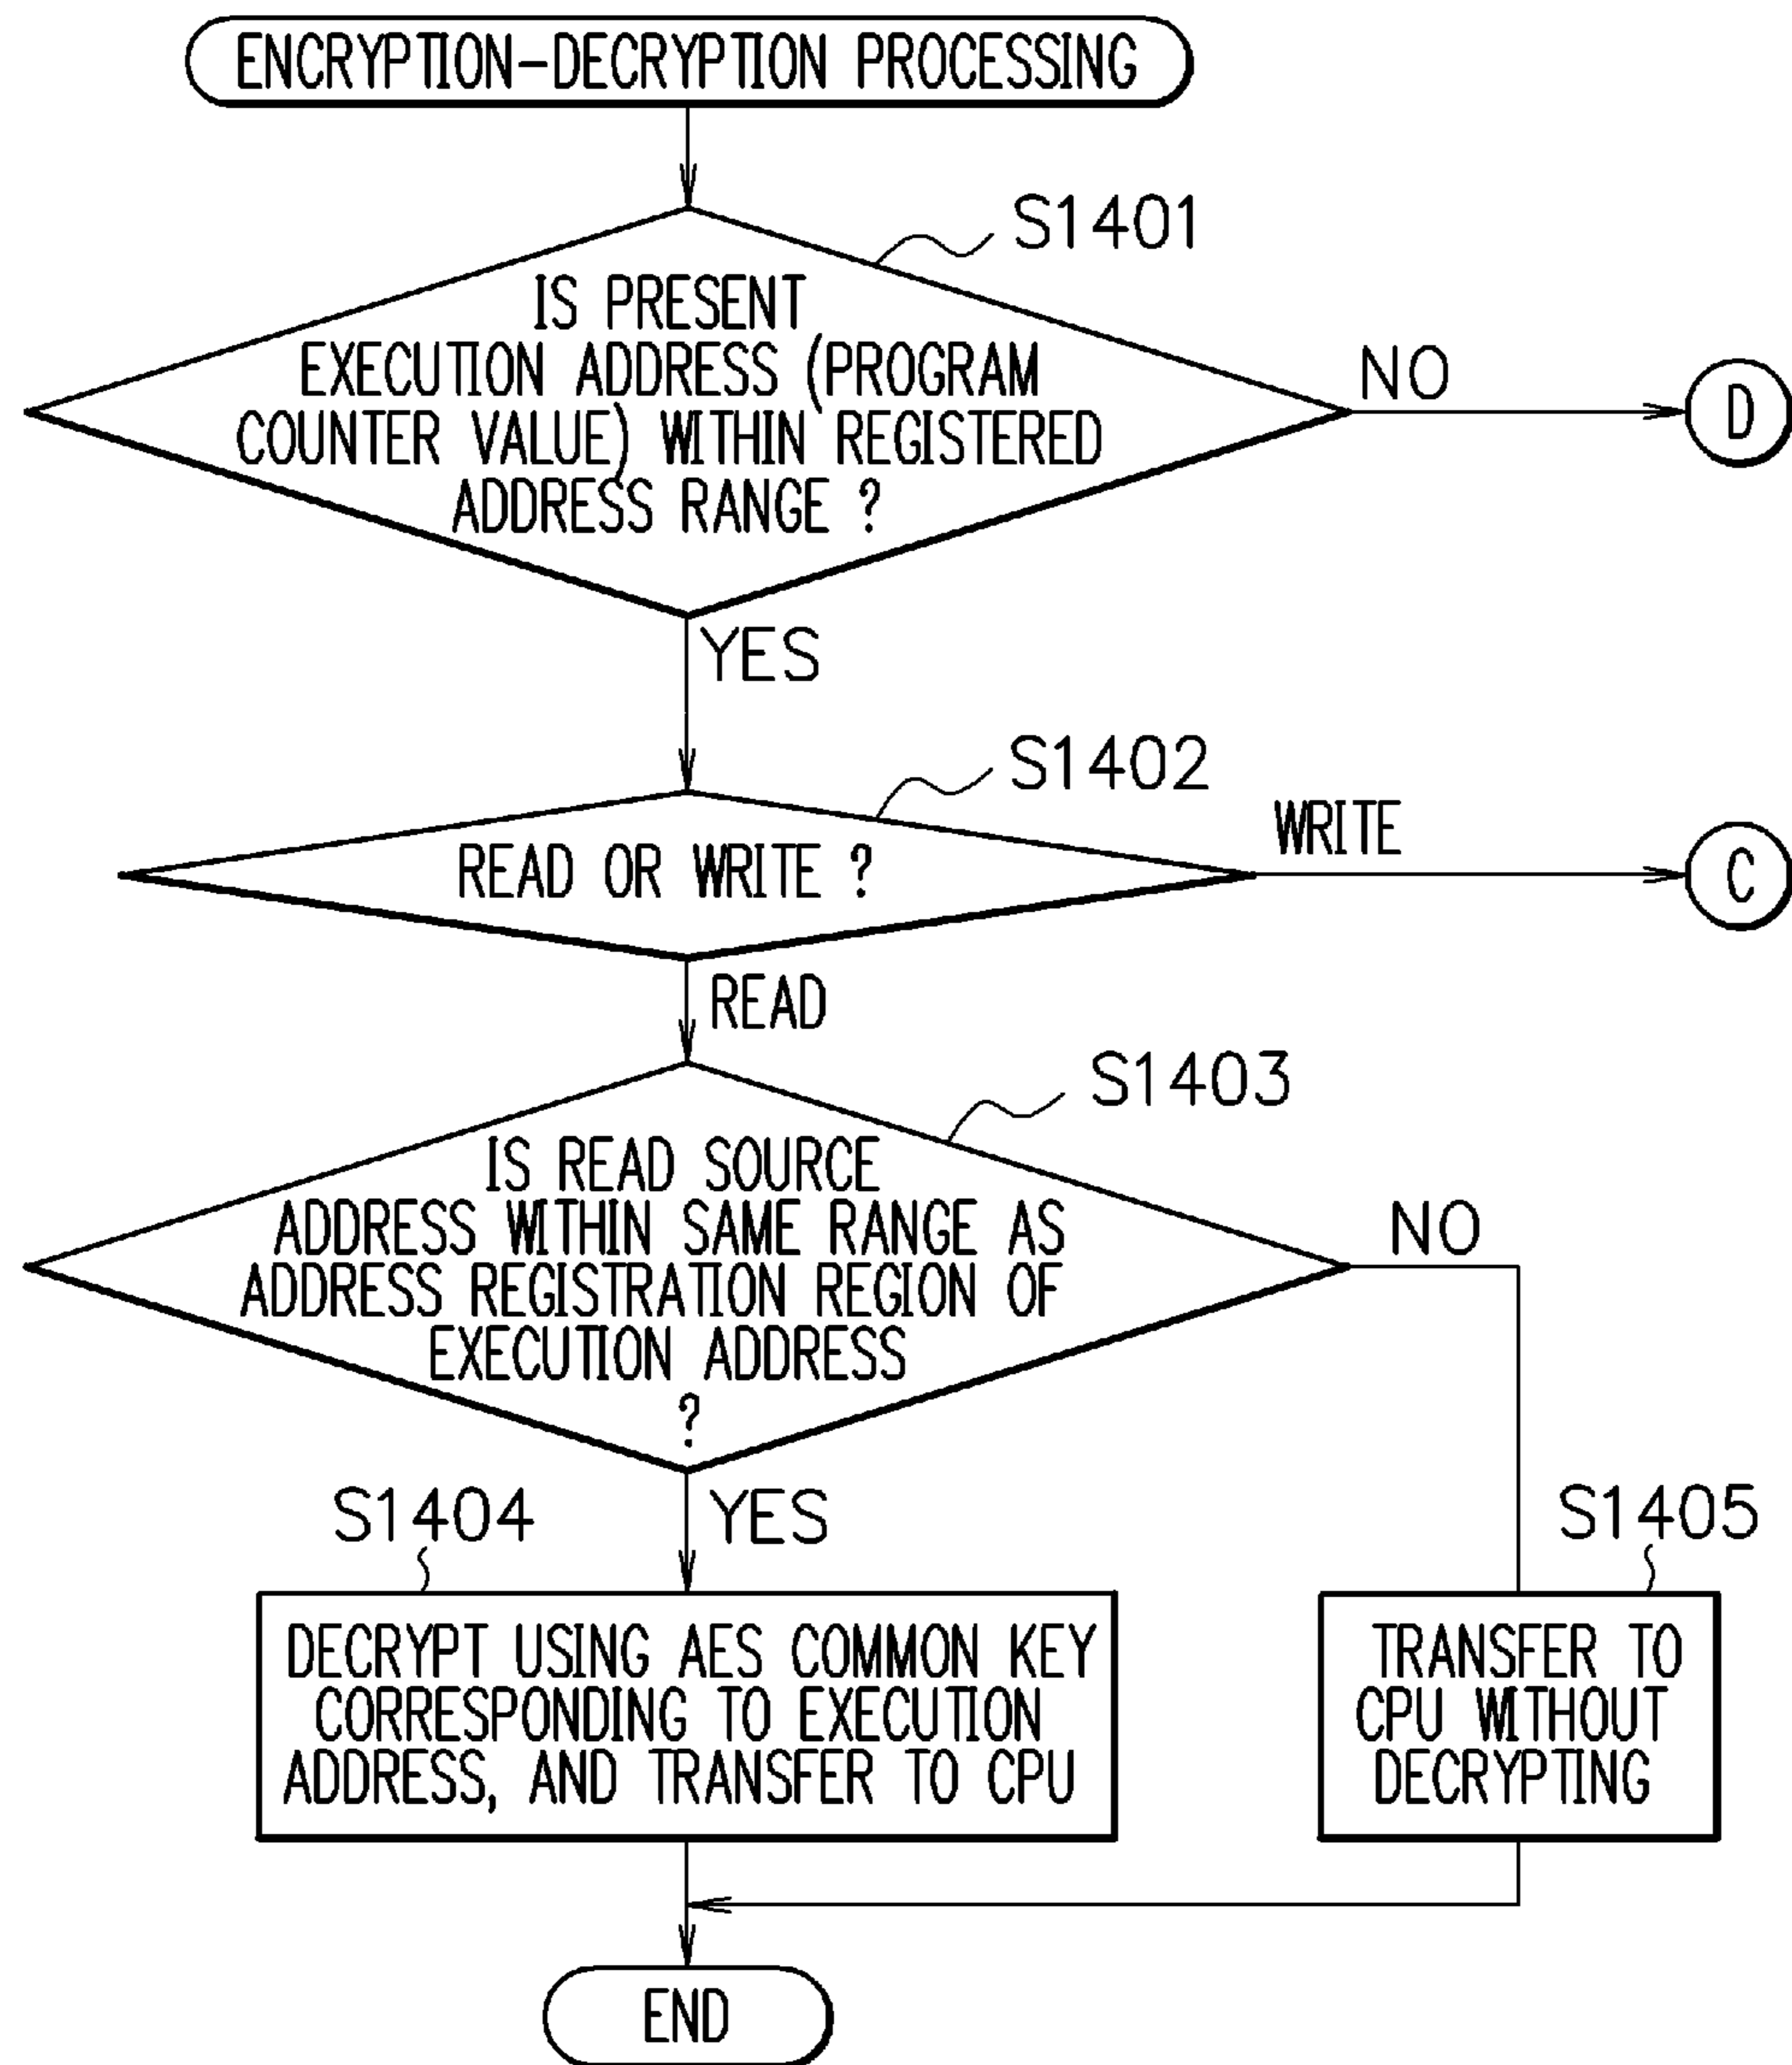 ENCRYPTION-DECRYPTION PROCESSING
S1401
IS PRESENT
EXECUTION ADDRESS (PROGRAM
COUNTER VALUE) WITHIN REGISTERED
ADDRESS RANGE ?
NO
D
YES
S1402
READ OR WRITE ?
WRITE
C
READ
S1403
IS READ SOURCE
ADDRESS WITHIN SAME RANGE AS
ADDRESS REGISTRATION REGION OF
EXECUTION ADDRESS
?
NO
YES
S1404
DECRYPT USING AES COMMON KEY
CORRESPONDING TO EXECUTION
ADDRESS, AND TRANSFER TO CPU
S1405
TRANSFER TO
CPU WITHOUT
DECRYPTING
END